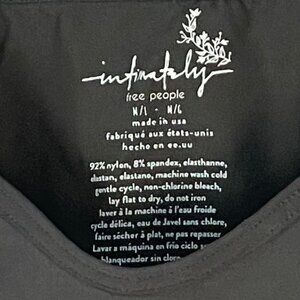 intimately
free people
M/L - M/G
made in usa
fabriqué aux états-unis
hecho en ee.uu
92% nylon, 8% spandex, elasthanne,
elastan, elastano, machine wash cold
gentle cycle, non-chlorine bleach,
lay flat to dry, do not iron
laver à la machine à l'eau froide
cycle délica, eau de Javel sans chlore,
faire sécher à plat, ne pas repasser
Lavar a máquina en frío ciclo
blanqueador sin